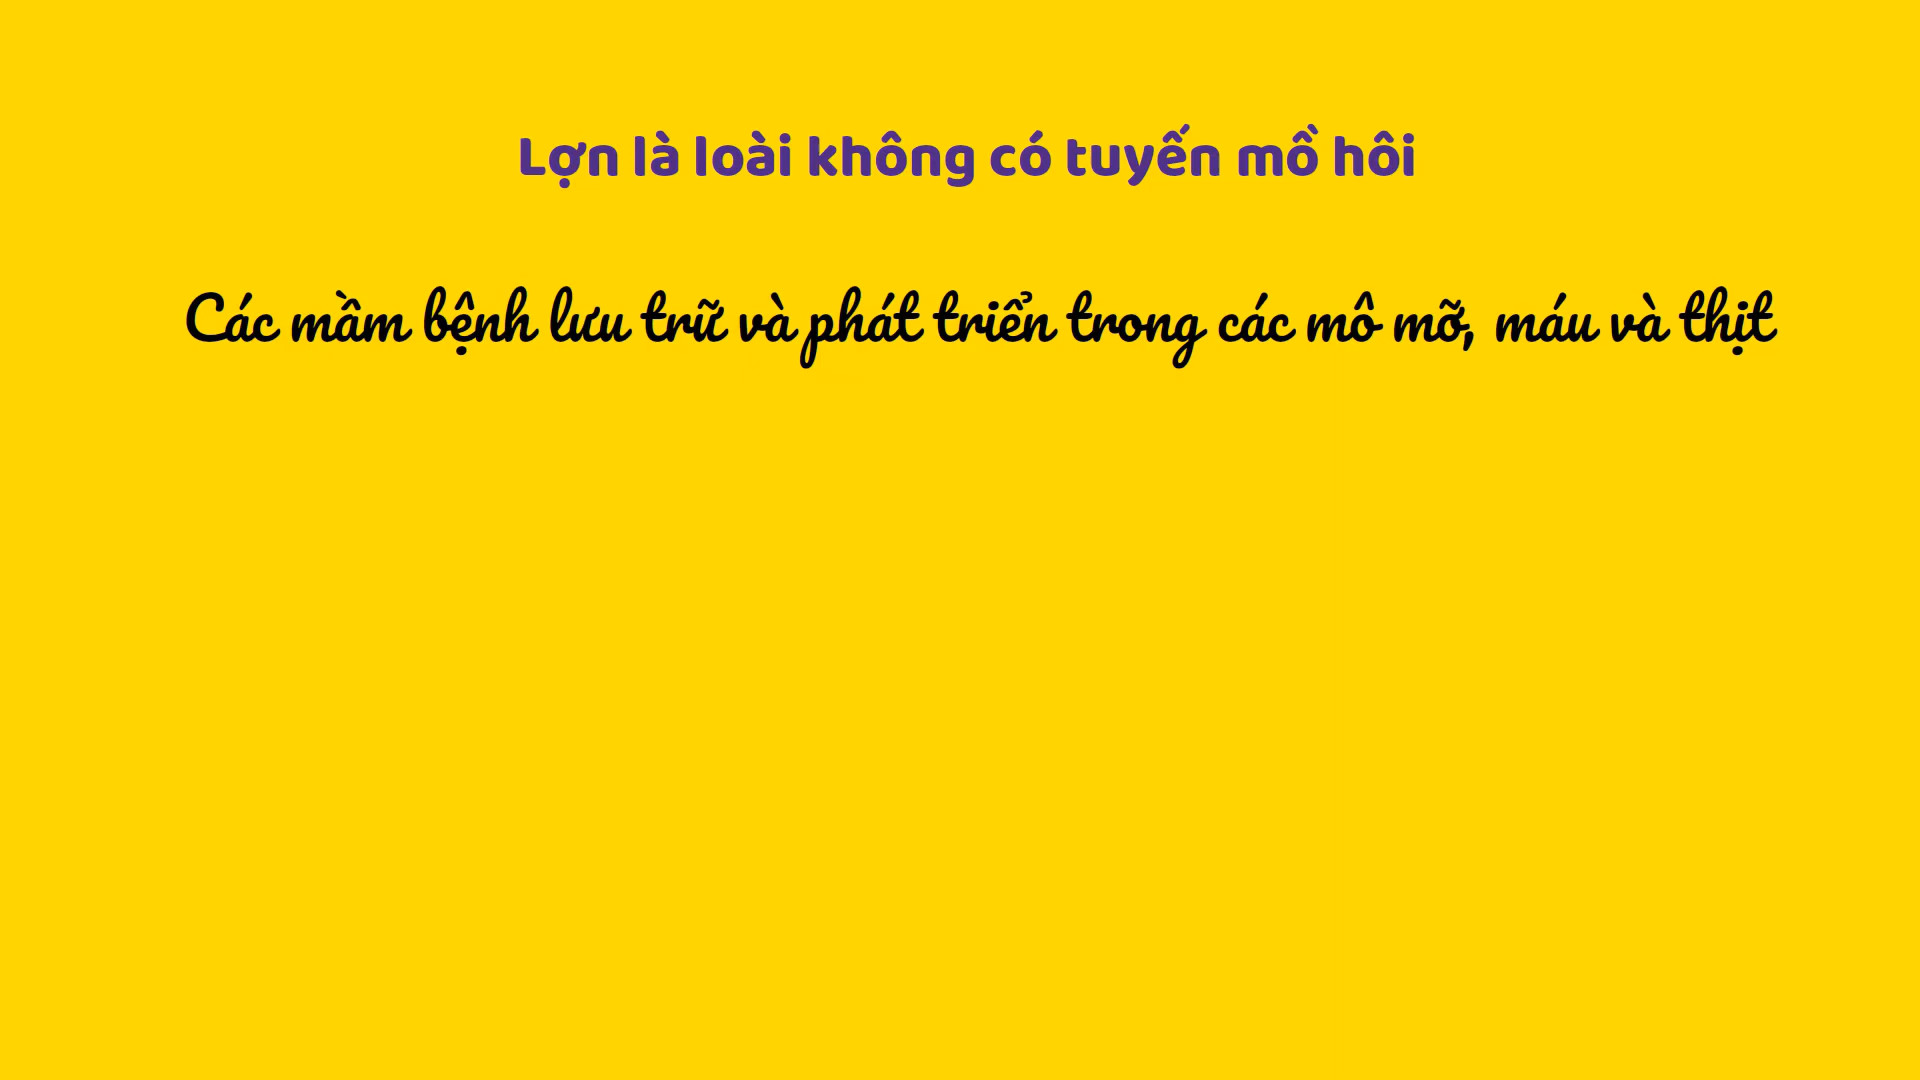 Lợn là loài không có tuyến mồ hôi
Các mầm bệnh lưu trữ và phát triển trong các mô mỡ, máu và thịt